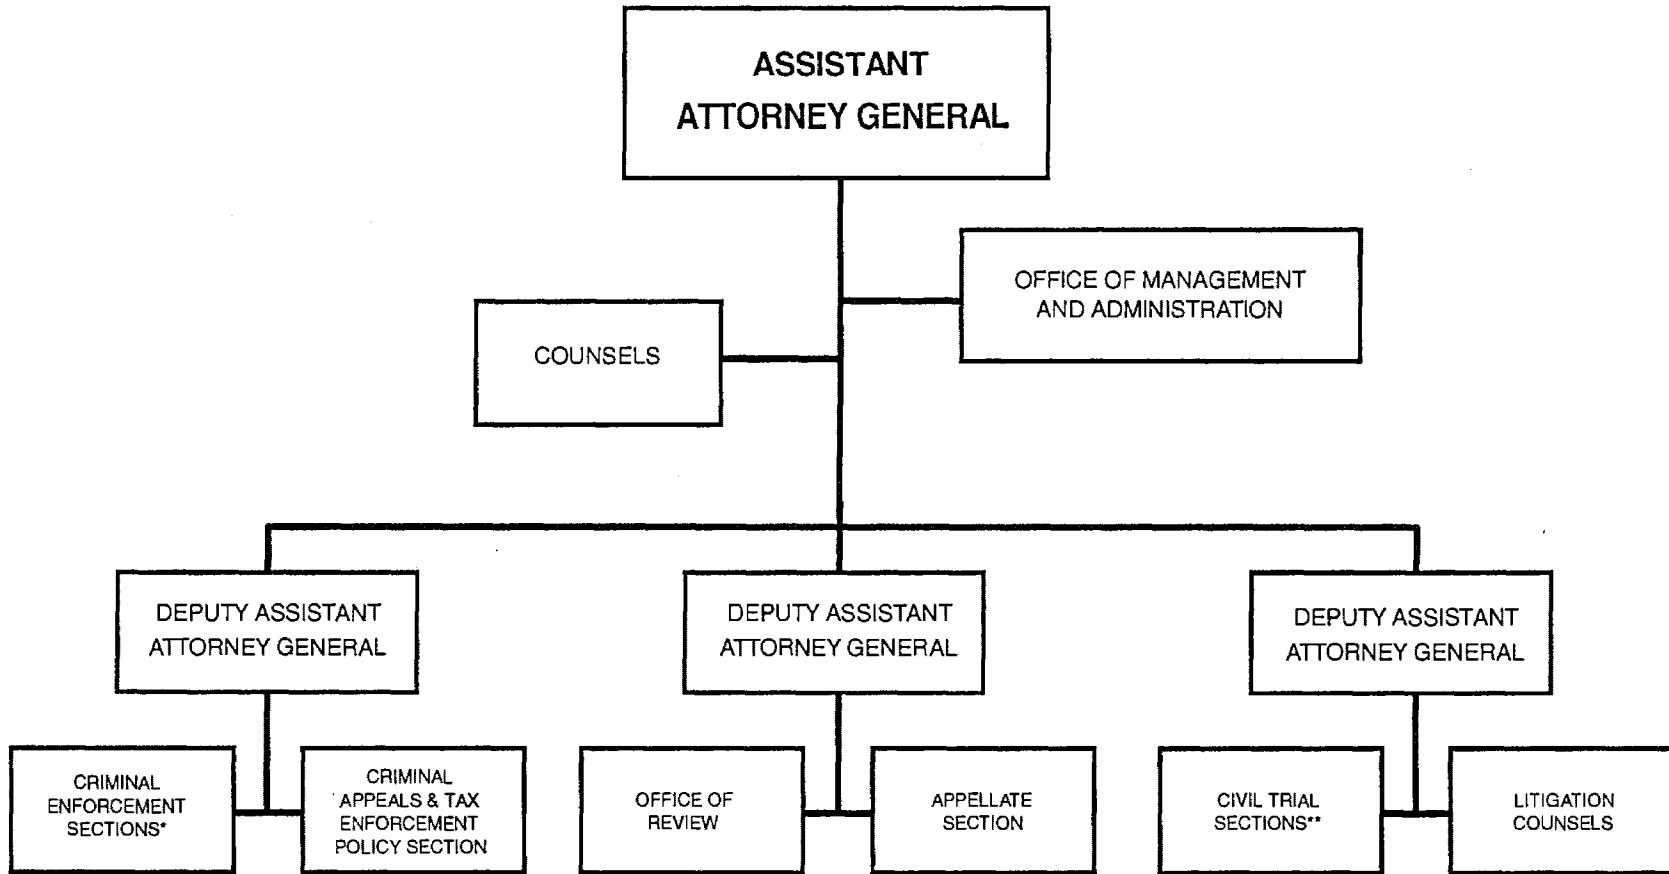 ASSISTANT
ATTORNEY GENERAL
OFFICE OF MANAGEMENT
AND ADMINISTRATION
COUNSELS
DEPUTY ASSISTANT
ATTORNEY GENERAL
DEPUTY ASSISTANT
ATTORNEY GENERAL
DEPUTY ASSISTANT
ATTORNEY GENERAL
CRIMINAL
ENFORCEMENT
SECTIONS*
CRIMINAL
APPEALS & TAX
ENFORCEMENT
POLICY SECTION
OFFICE OF
REVIEW
APPELLATE
SECTION
CIVIL TRIAL
SECTIONS**
LITIGATION
COUNSELS